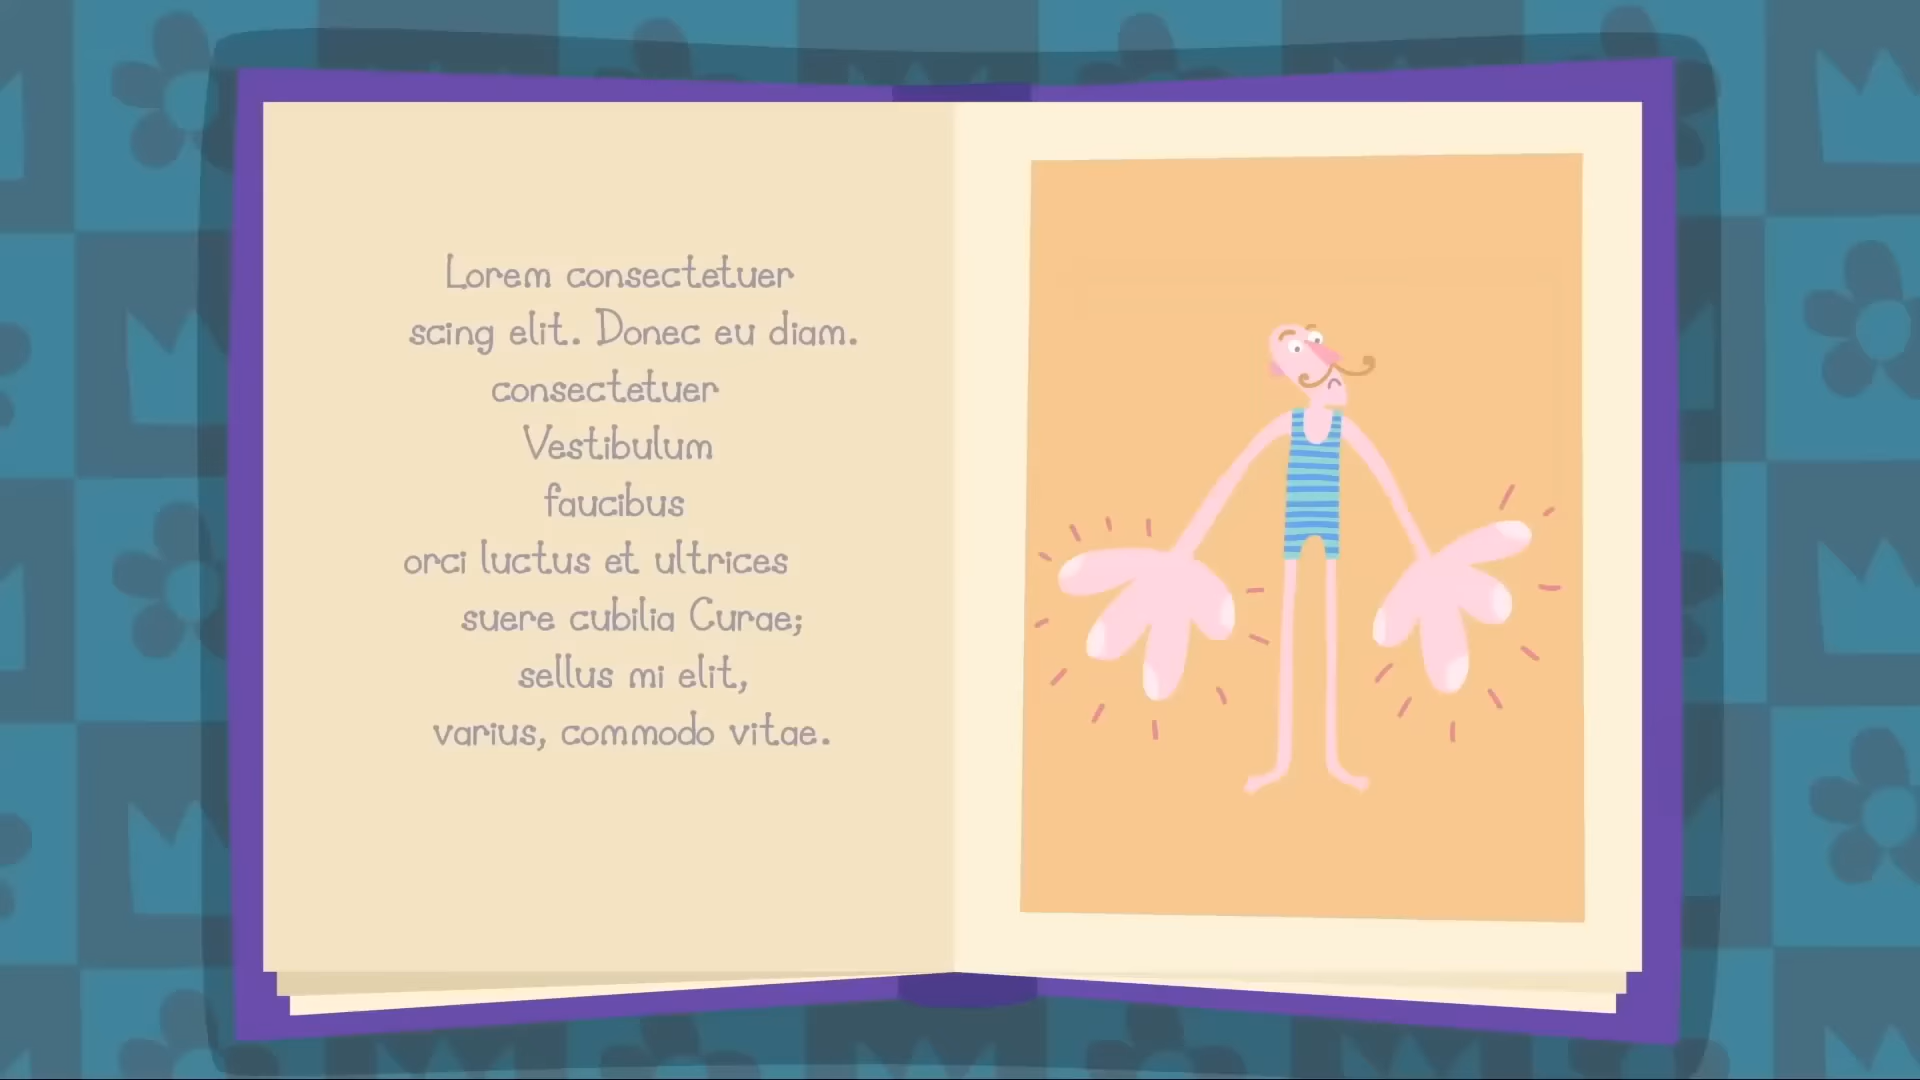 Lorem consectetuer
scing elit. Donec eu diam.
consectetuer
Vestibulum
faucibus
orci luctus et ultrices
suere cubilia Curae;
sellus mi elit,
varius, commodo vitae.